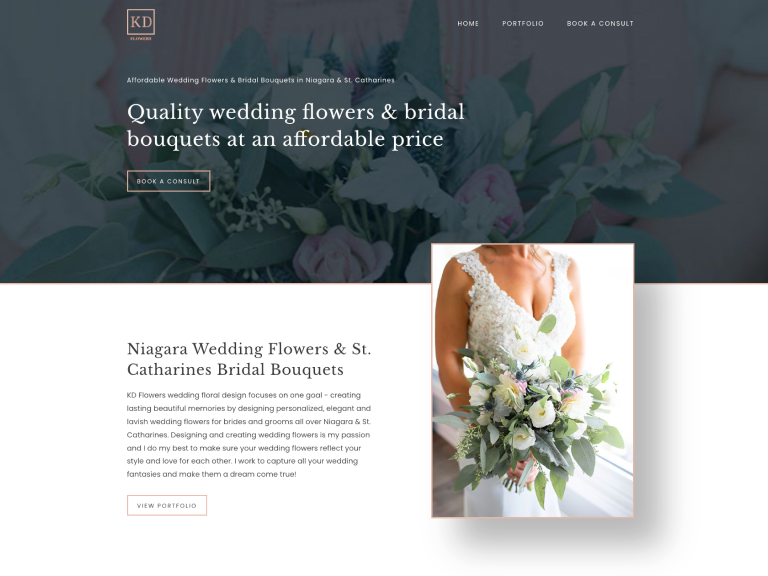 KD
FLOWERS
HOME
PORTFOLIO
BOOK A CONSULT
Affordable Wedding Flowers & Bridal Bouquets in Niagara & St. Catharines
Quality wedding flowers & bridal
bouquets at an affordable price
BOOK A CONSULT
Niagara Wedding Flowers & St.
Catharines Bridal Bouquets
KD Flowers wedding floral design focuses on one goal - creating
lasting beautiful memories by designing personalized, elegant and
lavish wedding flowers for brides and grooms all over Niagara & St.
Catharines. Designing and creating wedding flowers is my passion
and I do my best to make sure your wedding flowers reflect your
style and love for each other. I work to capture all your wedding
fantasies and make them a dream come true!
VIEW PORTFOLIO